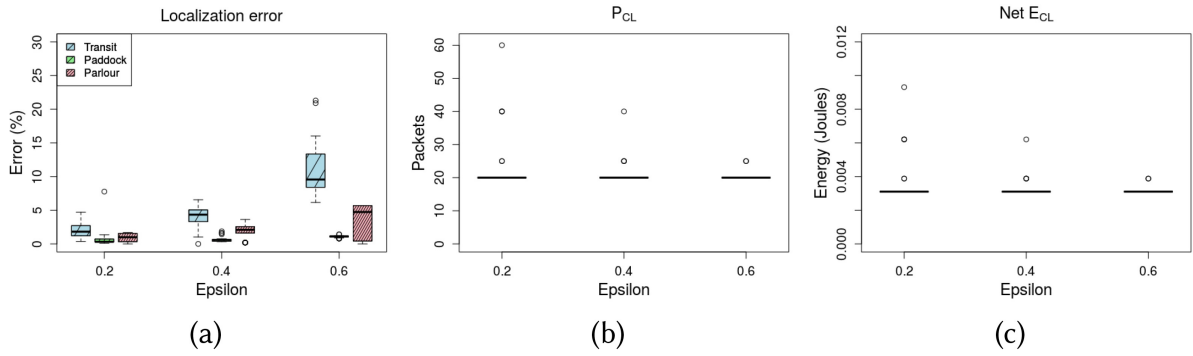 Localization error
Error (%)
30
25
20
15
10
5
0
Transit
Paddock
Parlour
0.2 0.4 0.6
Epsilon
(a)
P_CL
Packets
60
50
40
30
20
10
0
0.2 0.4 0.6
Epsilon
(b)
Net E_CL
Energy (Joules)
0.012
0.008
0.004
0.000
0.2 0.4 0.6
Epsilon
(c)